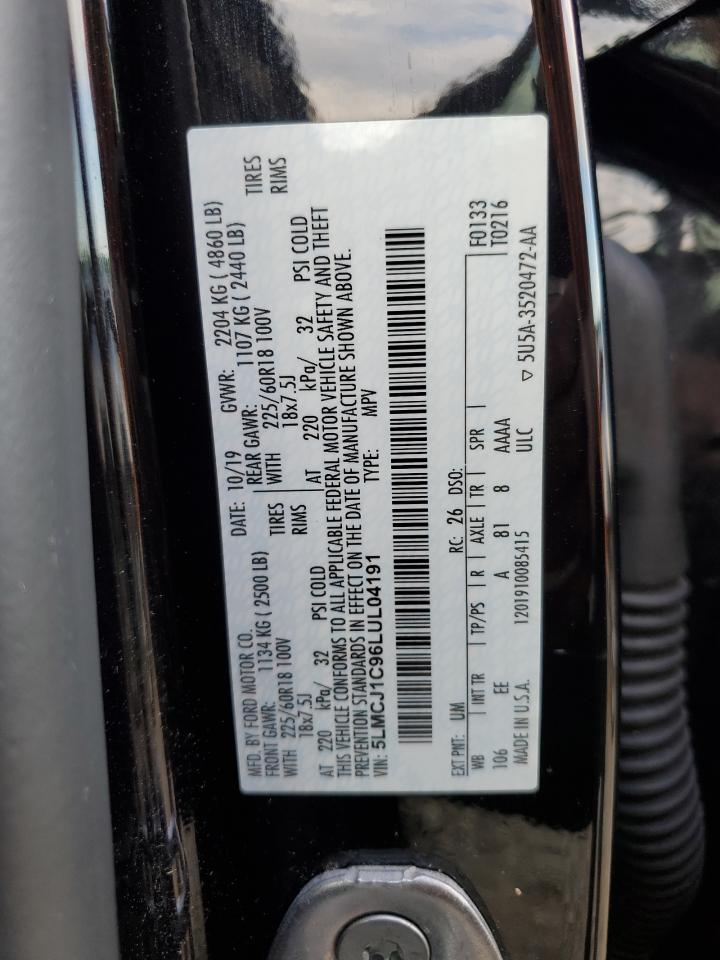 MFD. BY FORD MOTOR CO.
DATE: 10/19 GVWR: 2204 KG ( 4860 LB)
FRONT GAWR: 1134 KG ( 2500 LB) REAR GAWR: 1107 KG ( 2440 LB)
WITH 225/60R18 100V TIRES WITH 225/60R18 100V TIRES
18x7.5J RIMS 18x7.5J RIMS
AT 220 kPa/ 32 PSI COLD AT 220 kPa/ 32 PSI COLD
THIS VEHICLE CONFORMS TO ALL APPLICABLE FEDERAL MOTOR VEHICLE SAFETY AND THEFT
PREVENTION STANDARDS IN EFFECT ON THE DATE OF MANUFACTURE SHOWN ABOVE.
VIN: 5LMCJ1C96LUL04191 TYPE: MPV
EXT PNT: UM RC: 26 DSO: F0133
WB INT TR TP/PS R AXLE TR SPR T0216
106 EE A 81 8 AAAA
MADE IN U.S.A. 1201910085415 ULC ▽ 5U5A-3520472-AA